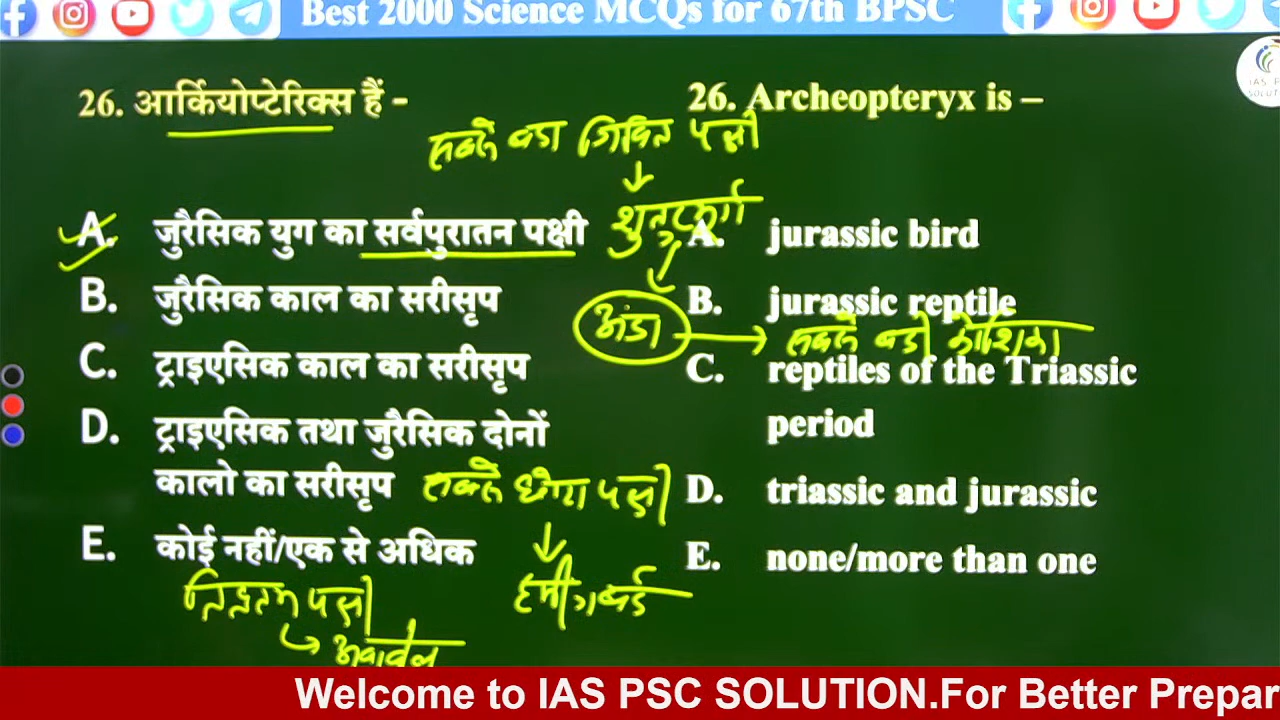 Best 2000 Science MCQs for 67th BPSC
26. आर्कियोप्टेरिक्स हैं -
A. जुरैसिक युग का सर्वपुरातन पक्षी
B. जुरैसिक काल का सरीसृप
C. ट्राइएसिक काल का सरीसृप
D. ट्राइएसिक तथा जुरैसिक दोनों
कालो का सरीसृप
E. कोई नहीं/एक से अधिक
26. Archeopteryx is –
A. jurassic bird
B. jurassic reptile
C. reptiles of the Triassic
period
D. triassic and jurassic
E. none/more than one
सबसे बडा जिवित पक्षी
शुतुरमुर्ग
अंडा
सबसे बडी कोशिका
सबसे छोटा पक्षी
हमीगबर्ड
पक्षी
IAS P
SOLUT
Welcome to IAS PSC SOLUTION.For Better Prepar